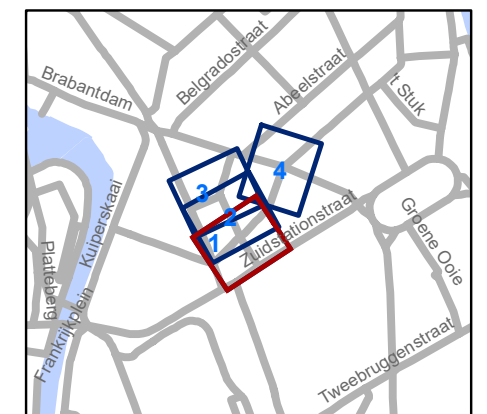 Belgradostraat
Abeelstraat
Brabantdam
't Stuk
3
4
2
1
Zuidstationstraat
Kuiperskaai
Groene Ooie
Platteberg
Frankrijkplein
Tweebruggenstraat